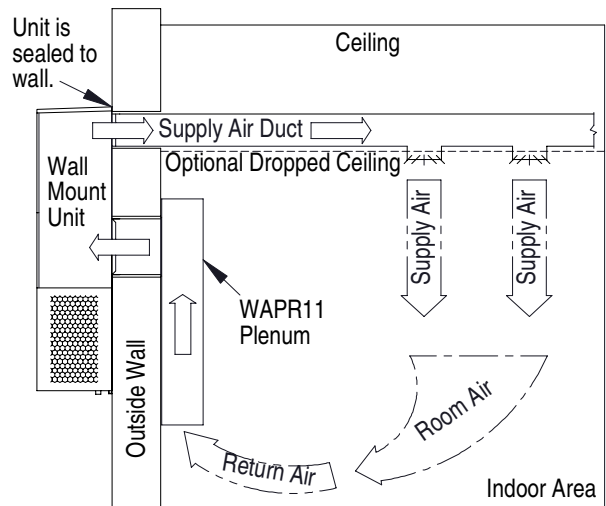 Unit is
sealed to
wall.
Ceiling
Supply Air Duct
Optional Dropped Ceiling
Wall
Mount
Unit
Supply Air
Supply Air
WAPR11
Plenum
Outside Wall
Room Air
Return Air
Indoor Area